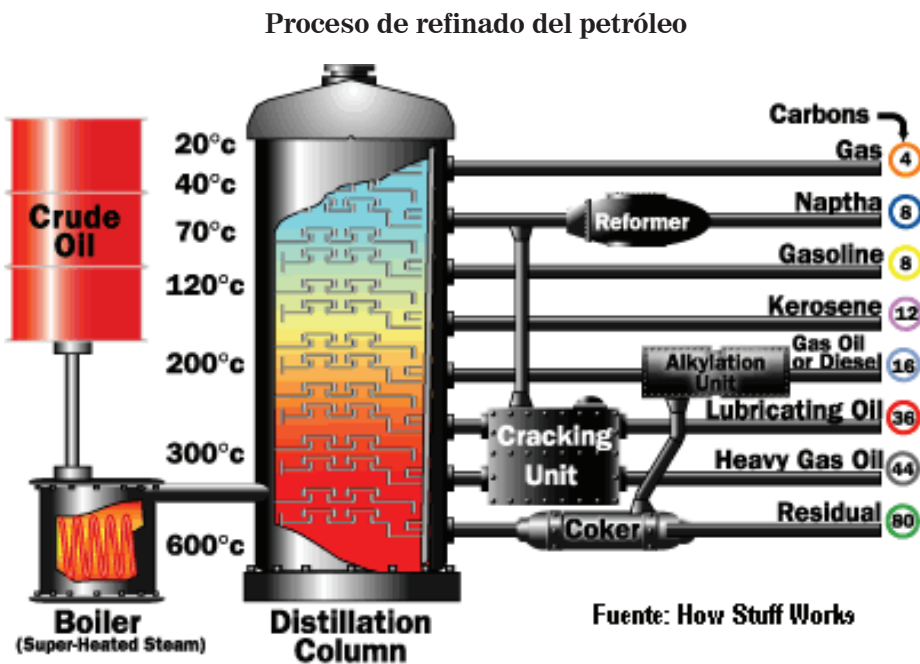 Proceso de refinado del petróleo
Crude
Oil
Boiler
(Super-Heated Steam)
20°c
40°c
70°c
120°c
200°c
300°c
600°c
Distillation
Column
Carbons
Gas 4
Reformer
Naptha 8
Gasoline 8
Kerosene 12
Alkylation
Unit
Gas Oil
or Diesel 16
Cracking
Unit
Lubricating Oil 36
Heavy Gas Oil 44
Coker
Residual 80
Fuente: How Stuff Works